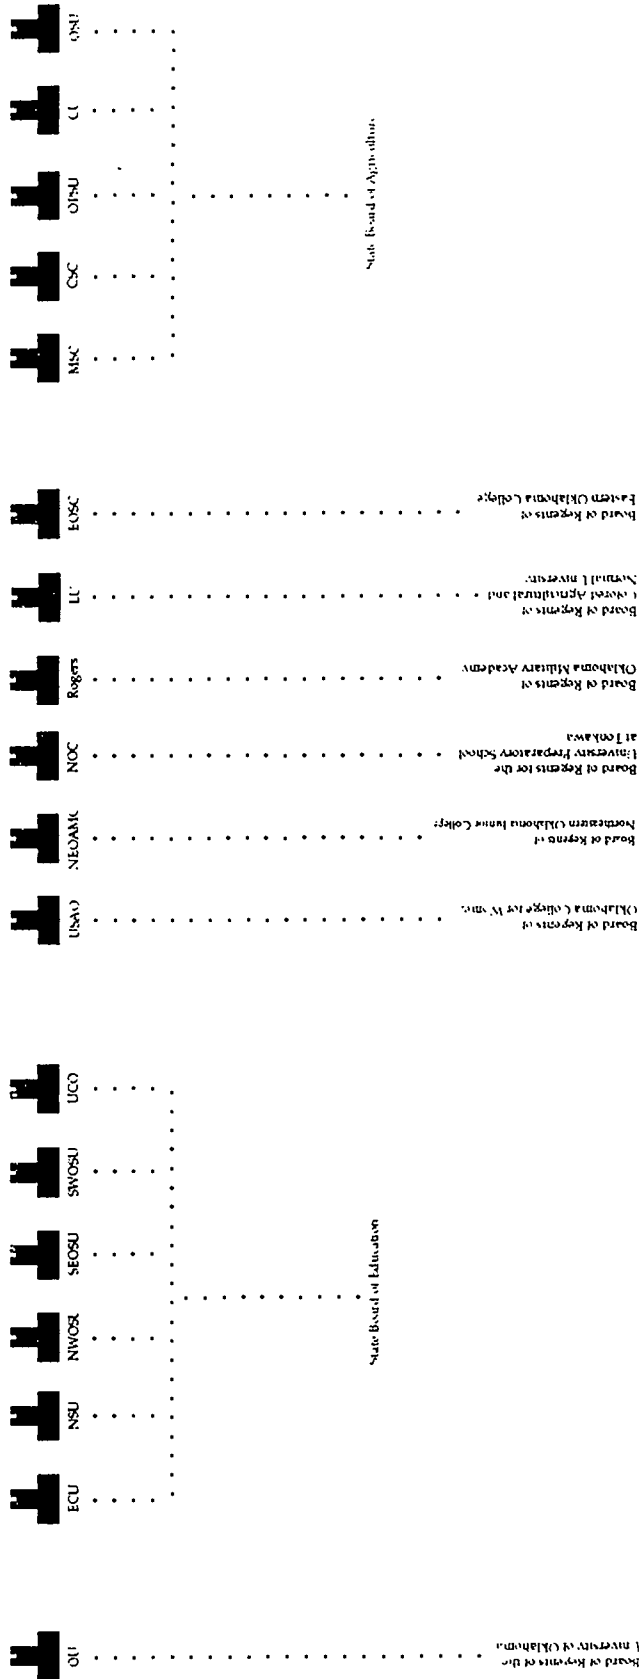 OSU
CU
OPSU
CSC
MSC
State Board of Agriculture
EOSC
Board of Regents of
Eastern Oklahoma College
LU
Board of Regents of
Colored Agricultural and
Normal University
Rogers
Board of Regents of
Oklahoma Military Academy
NOC
Board of Regents for the
University Preparatory School
at Tonkawa
NEOAMC
Board of Regents of
Northeastern Oklahoma Junior College
USAO
Board of Regents of
Oklahoma College for Women
UCO
SWOSU
SEOSU
NWOSU
NSU
ECU
State Board of Education
OU
Board of Regents of the
University of Oklahoma